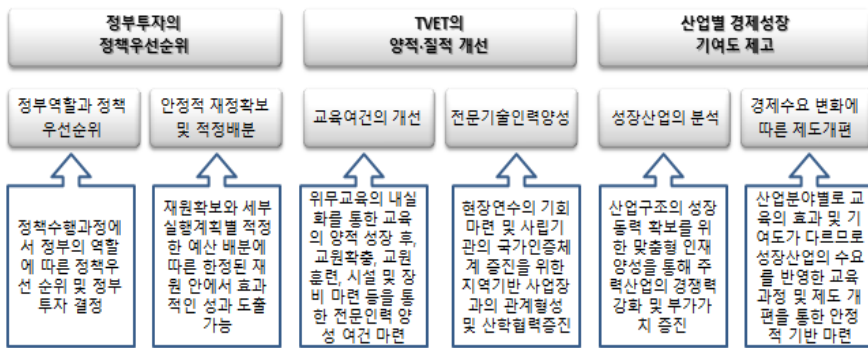 정부투자의
정책우선순위
TVET의
양적·질적 개선
산업별 경제성장
기여도 제고
정부역할과 정책
우선순위
안정적 재정확보
및 적정배분
교육여건의 개선
전문기술인력양성
성장산업의 분석
경제수요 변화에
따른 제도개편
정책수행과정에
서 정부의 역할
에 따른 정책우
선 순위 및 정부
투자 결정
재원확보와 세부
실행계획별 적정
한 예산 배분에
따른 한정된 재
원 안에서 효과
적인 성과 도출
가능
위무교육의 내실
화를 통한 교육
의 양적 성장 후,
교원확충, 교원
훈련, 시설 및 장
비 마련 등을 통
한 전문인력 양
성 여건 마련
현장연수의 기회
마련 및 사립기
관의 국가인증체
계 증진을 위한
지역기반 사업장
과의 관계형성
및 산학협력증진
산업구조의 성장
동력 확보를 위
한 맞춤형 인재
양성을 통해 주
력산업의 경쟁력
강화 및 부가가
치 증진
산업분야별로 교
육의 효과 및 기
여도가 다르므로
성장산업의 수요
를 반영한 교육
과정 및 제도 개
편을 통한 안정
적 기반 마련